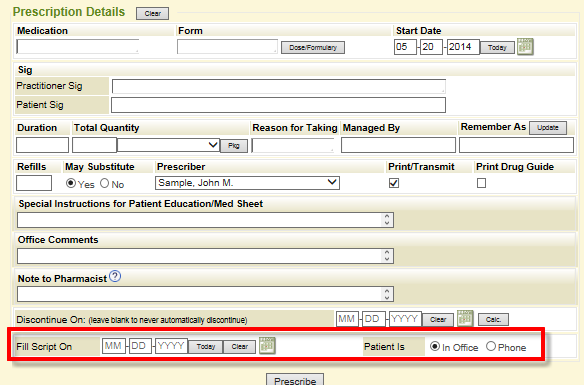 Prescription Details Clear
Medication Form Start Date
Dose/Formulary 05 - 20 - 2014 Today
Sig
Practitioner Sig
Patient Sig
Duration Total Quantity Reason for Taking Managed By Remember As Update
Pkg
Refills May Substitute Prescriber Print/Transmit Print Drug Guide
Yes No Sample, John M.
Special Instructions for Patient Education/Med Sheet
Office Comments
Note to Pharmacist ?
Discontinue On: (leave blank to never automatically discontinue) MM - DD - YYYY Clear Calc.
Fill Script On MM - DD - YYYY Today Clear Patient Is In Office Phone
Prescribe